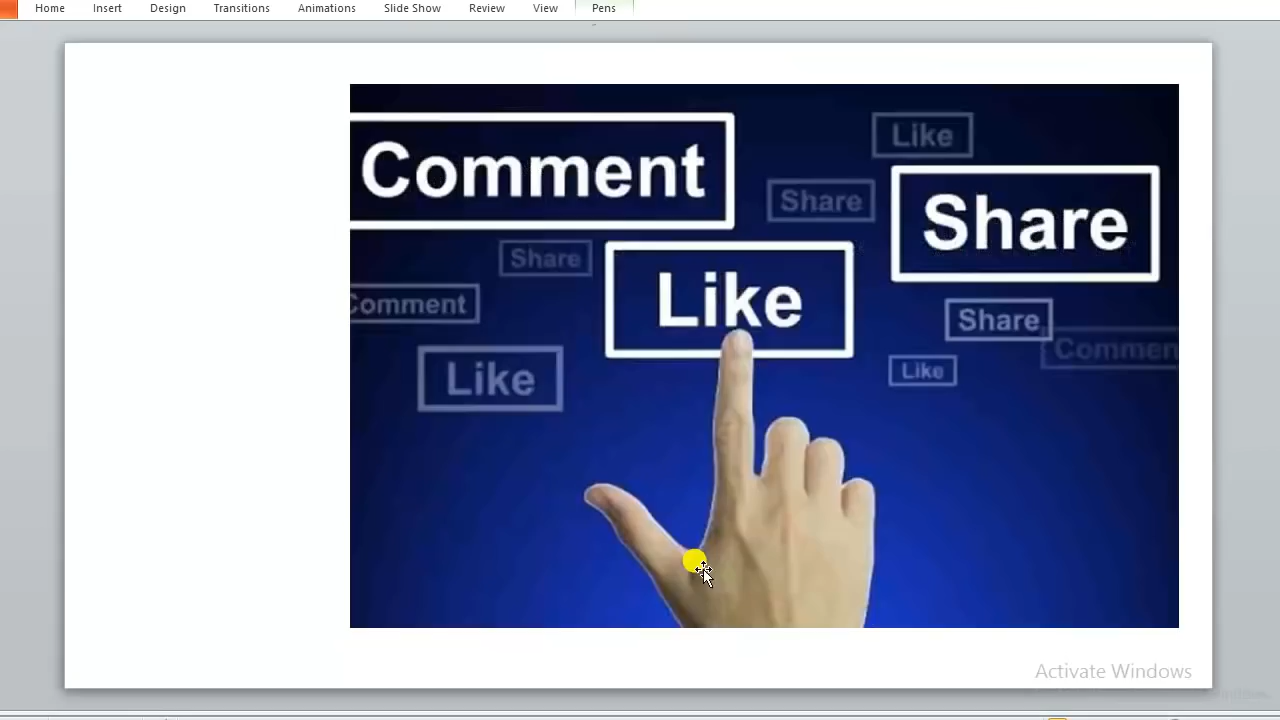 Home Insert Design Transitions Animations Slide Show Review View Pens
Comment
Like
Share
Share
Share
Comment
Like
Like
Share
Commen
Like
Activate Windows